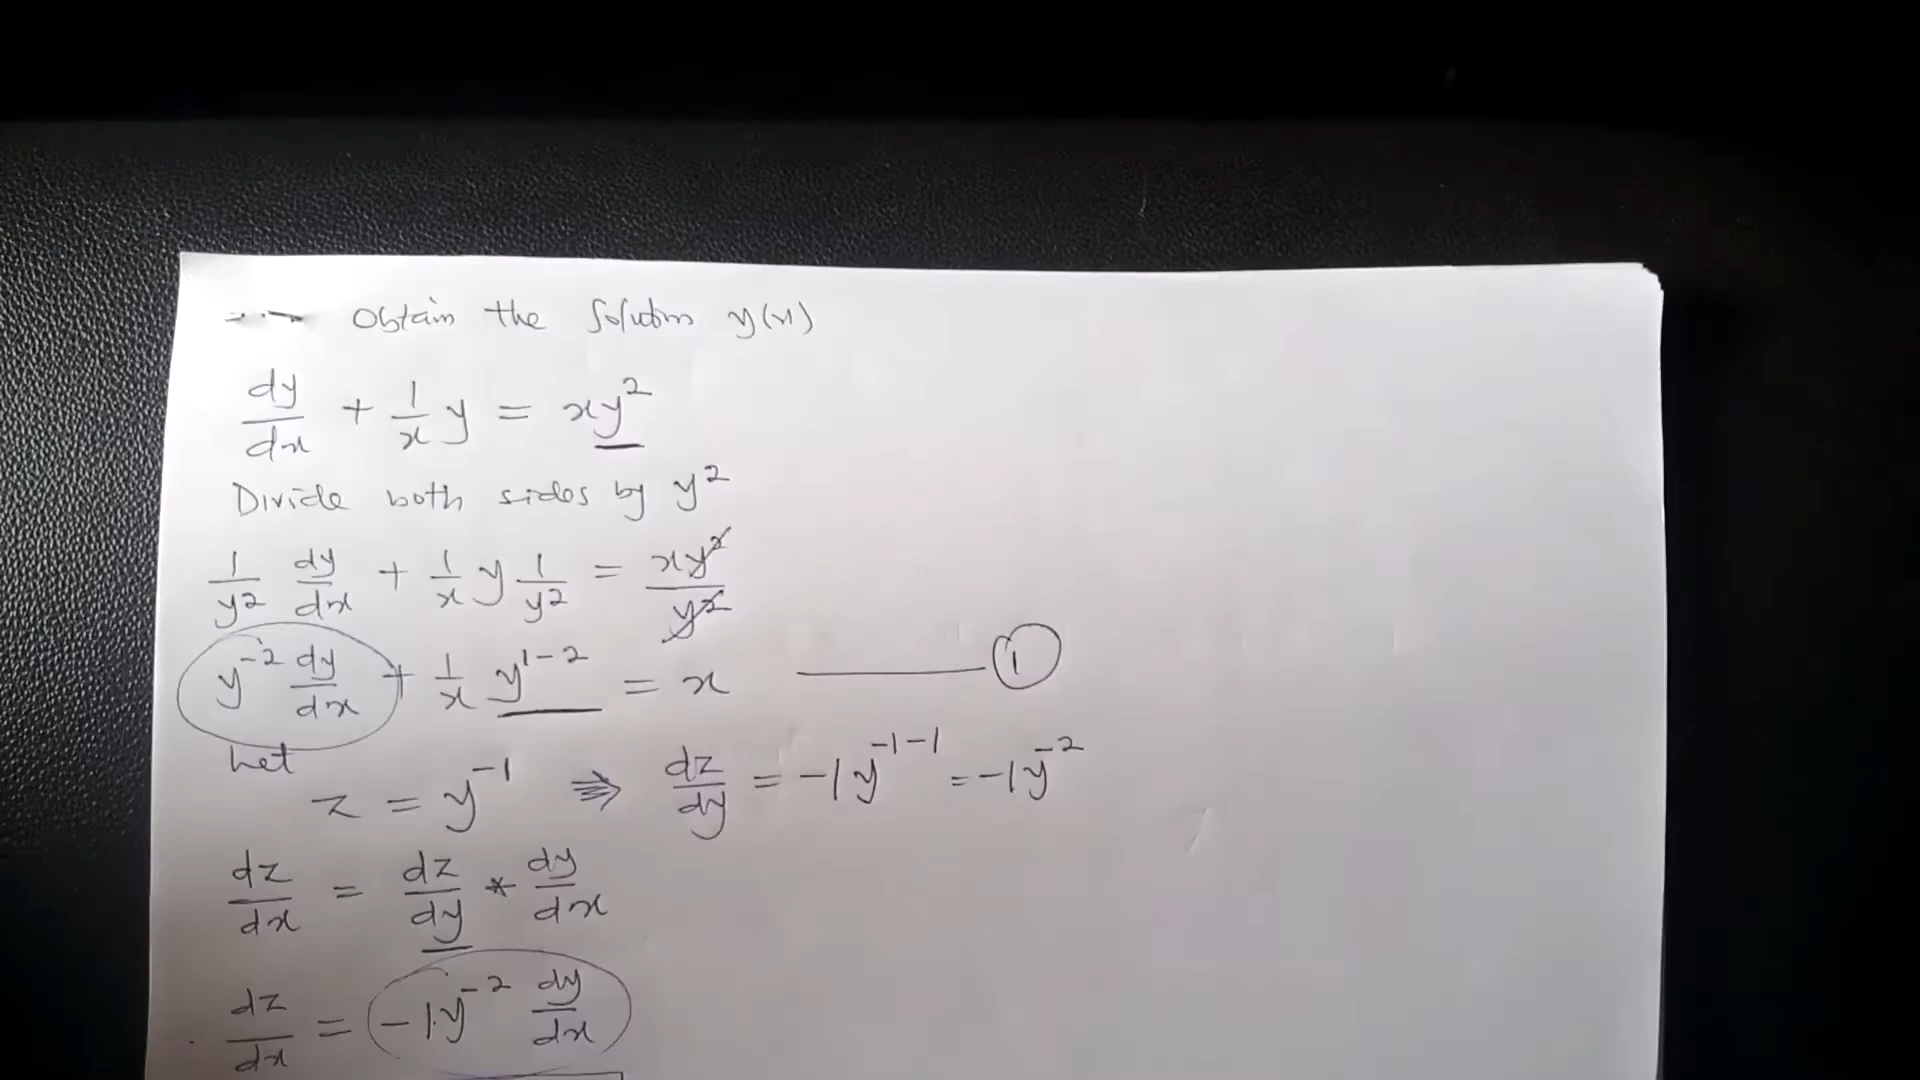 Obtain the Solution y(x)
dy/dx + 1/x y = xy²
Divide both sides by y²
1/y² dy/dx + 1/x y 1/y² = xy²/y²
y⁻² dy/dx + 1/x y¹⁻² = x ——— ①
Let
z = y⁻¹ ⇒ dz/dy = -1y⁻¹⁻¹ = -1y⁻²
dz/dx = dz/dy * dy/dx
dz/dx = -1·y⁻² dy/dx